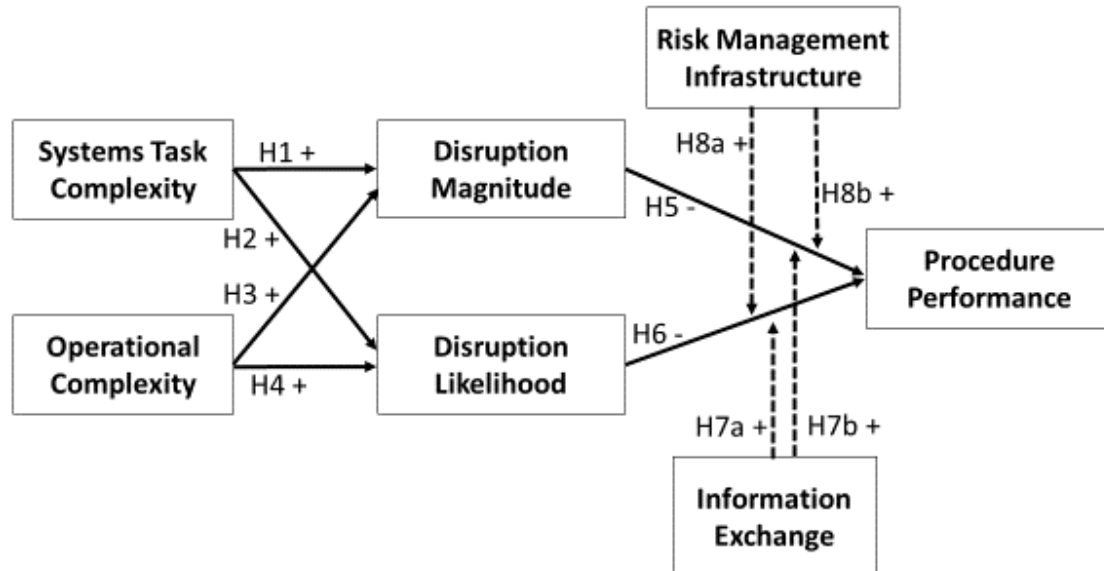 Risk Management
Infrastructure
Systems Task
Complexity
H1 +
Disruption
Magnitude
H8a +
H8b +
H5 -
H2 +
H3 +
Procedure
Performance
Operational
Complexity
H4 +
Disruption
Likelihood
H6 -
H7a +
H7b +
Information
Exchange